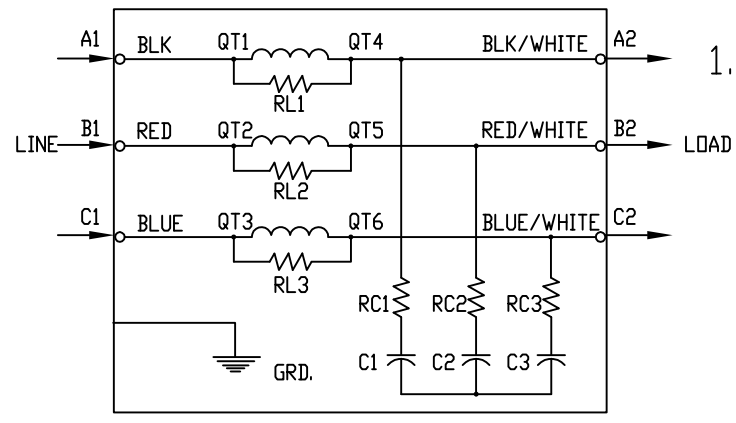 A1 BLK QT1 QT4 BLK/WHITE A2
1.
RL1
B1 RED QT2 QT5 RED/WHITE B2
LINE LOAD
RL2
C1 BLUE QT3 QT6 BLUE/WHITE C2
RL3
RC1 RC2 RC3
C1 C2 C3
GRD.